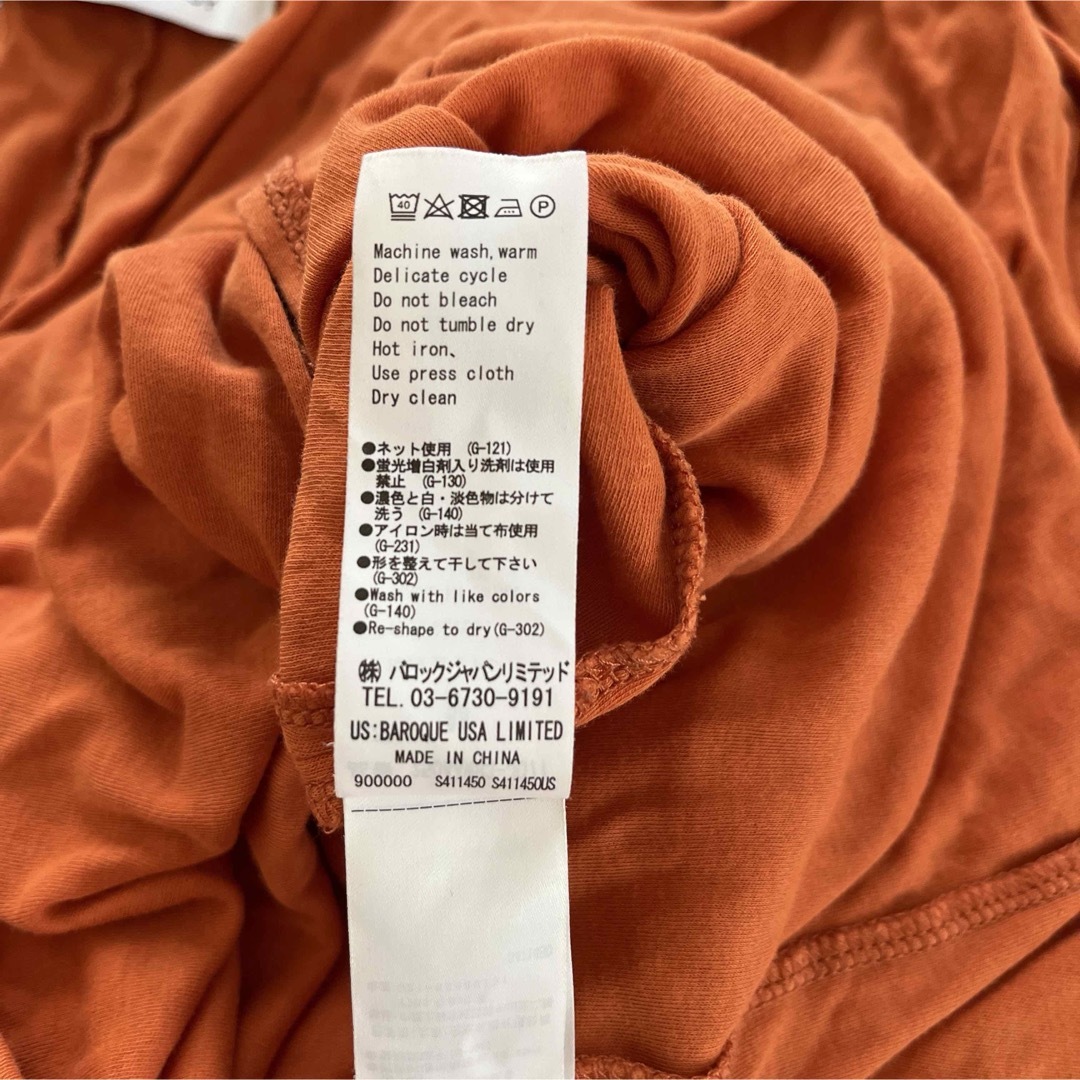 40
P
Machine wash,warm
Delicate cycle
Do not bleach
Do not tumble dry
Hot iron、
Use press cloth
Dry clean
●ネット使用 (G-121)
●蛍光増白剤入り洗剤は使用
禁止 (G-130)
●濃色と白・淡色物は分けて
洗う (G-140)
●アイロン時は当て布使用
(G-231)
●形を整えて干して下さい
(G-302)
●Wash with like colors
(G-140)
●Re-shape to dry(G-302)
㈱ バロックジャパンリミテッド
TEL. 03-6730-9191
US:BAROQUE USA LIMITED
MADE IN CHINA
900000 S411450 S411450US